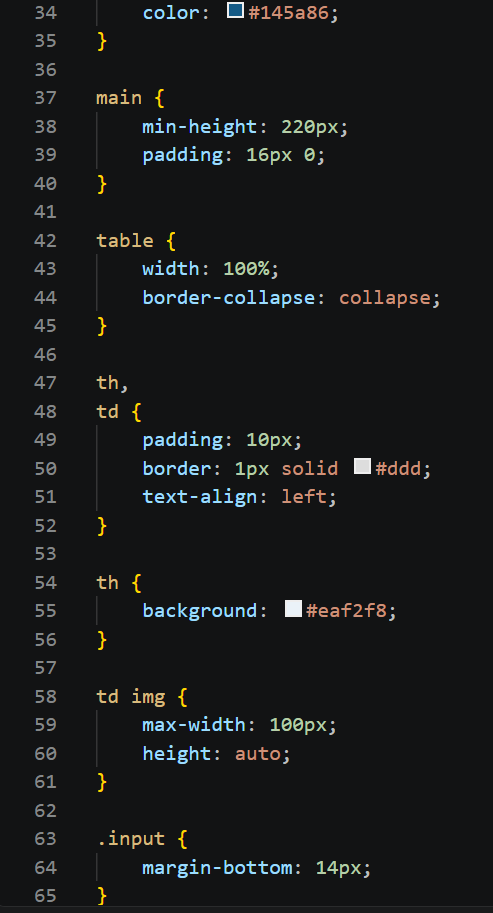 34 color: #145a86;
35 }
36
37 main {
38 min-height: 220px;
39 padding: 16px 0;
40 }
41
42 table {
43 width: 100%;
44 border-collapse: collapse;
45 }
46
47 th,
48 td {
49 padding: 10px;
50 border: 1px solid #ddd;
51 text-align: left;
52 }
53
54 th {
55 background: #eaf2f8;
56 }
57
58 td img {
59 max-width: 100px;
60 height: auto;
61 }
62
63 .input {
64 margin-bottom: 14px;
65 }